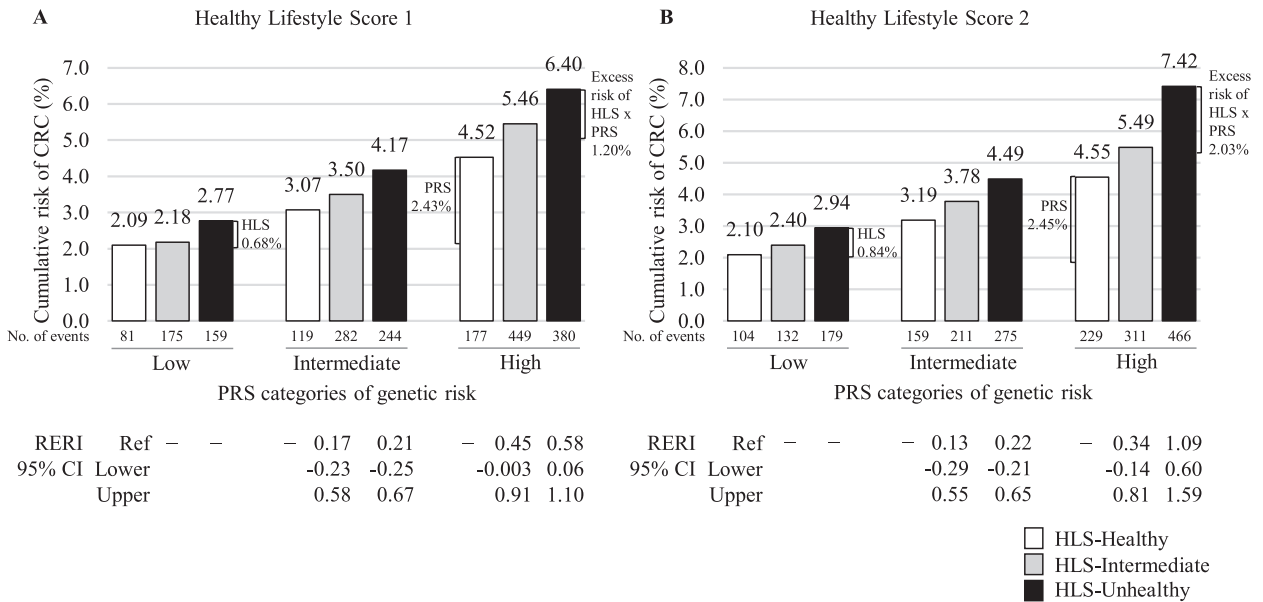 A
Healthy Lifestyle Score 1
Cumulative risk of CRC (%)
7.0
6.0
5.0
4.0
3.0
2.0
1.0
0.0
2.09
2.18
2.77
HLS
0.68%
3.07
3.50
4.17
4.52
5.46
6.40
PRS
2.43%
Excess
risk of
HLS x
PRS
1.20%
No. of events 81 175 159 119 282 244 177 449 380
Low Intermediate High
PRS categories of genetic risk
RERI Ref – – – 0.17 0.21 – 0.45 0.58
95% CI Lower -0.23 -0.25 -0.003 0.06
Upper 0.58 0.67 0.91 1.10
B
Healthy Lifestyle Score 2
Cumulative risk of CRC (%)
8.0
7.0
6.0
5.0
4.0
3.0
2.0
1.0
0.0
2.10
2.40
2.94
HLS
0.84%
3.19
3.78
4.49
4.55
5.49
7.42
PRS
2.45%
Excess
risk of
HLS x
PRS
2.03%
No. of events 104 132 179 159 211 275 229 311 466
Low Intermediate High
PRS categories of genetic risk
RERI Ref – – – 0.13 0.22 – 0.34 1.09
95% CI Lower -0.29 -0.21 -0.14 0.60
Upper 0.55 0.65 0.81 1.59
HLS-Healthy
HLS-Intermediate
HLS-Unhealthy